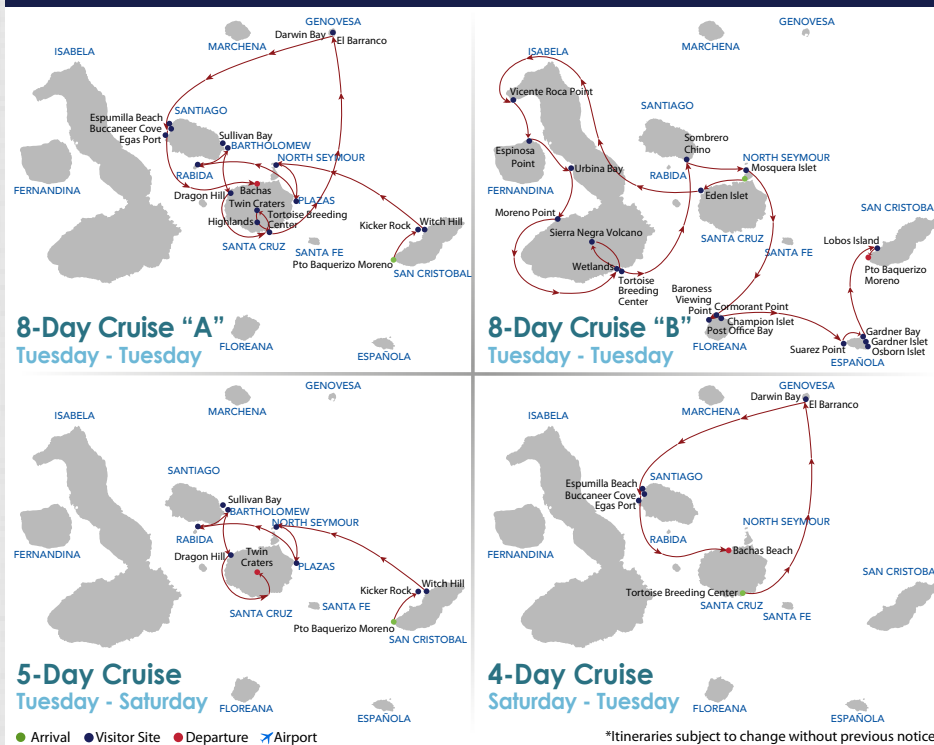 GENOVESA
Darwin Bay
El Barranco
MARCHENA
ISABELA
SANTIAGO
Espumilla Beach
Buccaneer Cove
Egas Port
Sullivan Bay
BARTHOLOMEW
NORTH SEYMOUR
RABIDA
FERNANDINA
Dragon Hill
Bachas
Twin Craters
PLAZAS
Highlands
Tortoise Breeding
Center
SANTA CRUZ
SANTA FE
Kicker Rock
Witch Hill
Pto Baquerizo Moreno
SAN CRISTOBAL
8-Day Cruise “A”
Tuesday - Tuesday
FLOREANA
ESPAÑOLA
GENOVESA
MARCHENA
ISABELA
Vicente Roca Point
SANTIAGO
Espinosa
Point
Sombrero
Chino
NORTH SEYMOUR
Mosquera Islet
Urbina Bay
RABIDA
FERNANDINA
Eden Islet
Moreno Point
SAN CRISTOBA
Sierra Negra Volcano
SANTA CRUZ
Lobos Island
SANTA FE
Wetlands
Pto Baquerizo
Moreno
Tortoise
Breeding
Center
Baroness
Viewing
Point
Cormorant Point
Champion Islet
Post Office Bay
8-Day Cruise “B”
Tuesday - Tuesday
FLOREANA
Suarez Point
Gardner Bay
Gardner Islet
Osborn Islet
ESPAÑOLA
GENOVESA
MARCHENA
ISABELA
SANTIAGO
Sullivan Bay
BARTHOLOMEW
NORTH SEYMOUR
RABIDA
FERNANDINA
Dragon Hill
Twin
Craters
PLAZAS
Kicker Rock
Witch Hill
SANTA CRUZ
SANTA FE
Pto Baquerizo Moreno
SAN CRISTOBAL
5-Day Cruise
Tuesday - Saturday
FLOREANA
ESPAÑOLA
GENOVESA
Darwin Bay
El Barranco
MARCHENA
ISABELA
SANTIAGO
Espumilla Beach
Buccaneer Cove
Egas Port
NORTH SEYMOUR
RABIDA
Bachas Beach
FERNANDINA
SAN CRISTOBA
Tortoise Breeding Center
SANTA CRUZ
SANTA FE
4-Day Cruise
Saturday - Tuesday
FLOREANA
ESPAÑOLA
Arrival Visitor Site Departure Airport
*Itineraries subject to change without previous notice